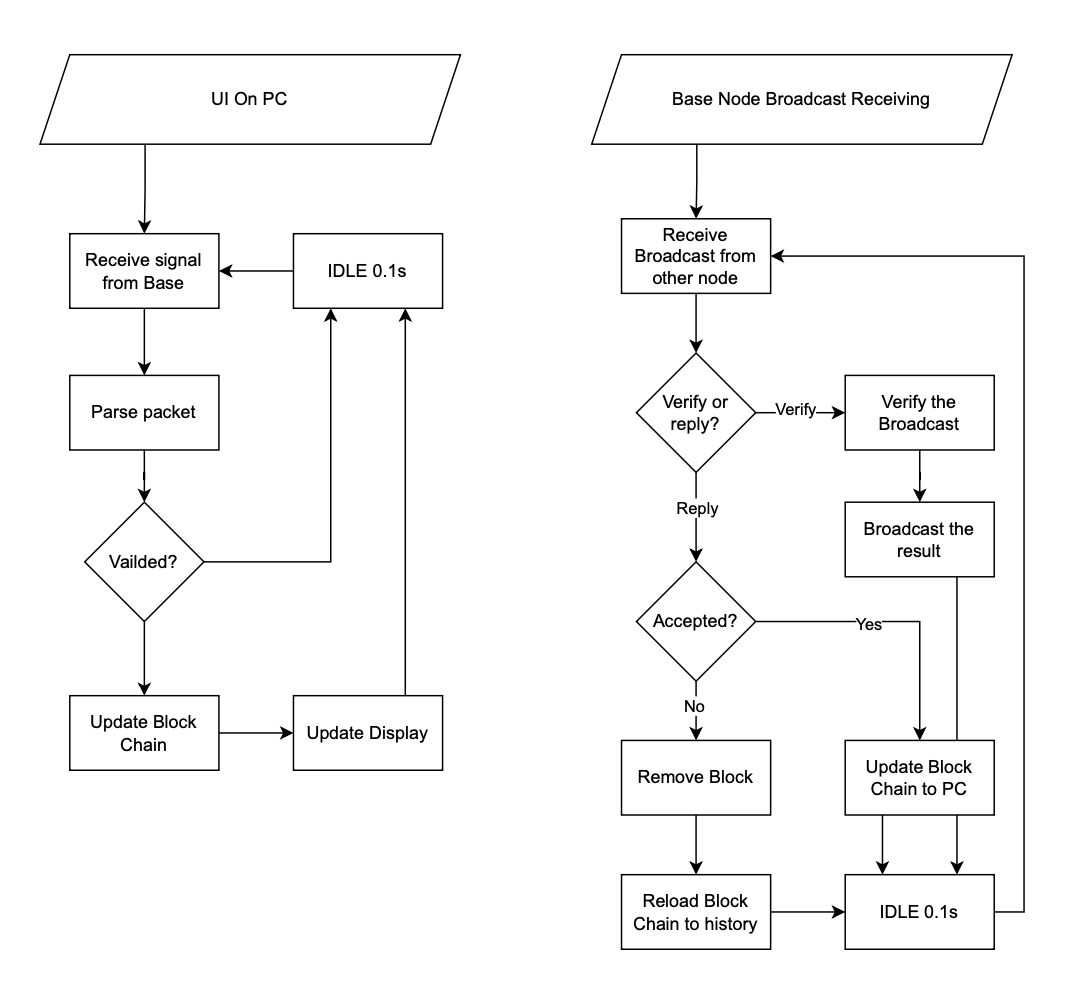 UI On PC
Receive signal
from Base
IDLE 0.1s
Parse packet
Vailded?
Update Block
Chain
Update Display
Base Node Broadcast Receiving
Receive
Broadcast from
other node
Verify or
reply?
Verify
Verify the
Broadcast
Reply
Broadcast the
result
Accepted?
Yes
No
Remove Block
Update Block
Chain to PC
Reload Block
Chain to history
IDLE 0.1s